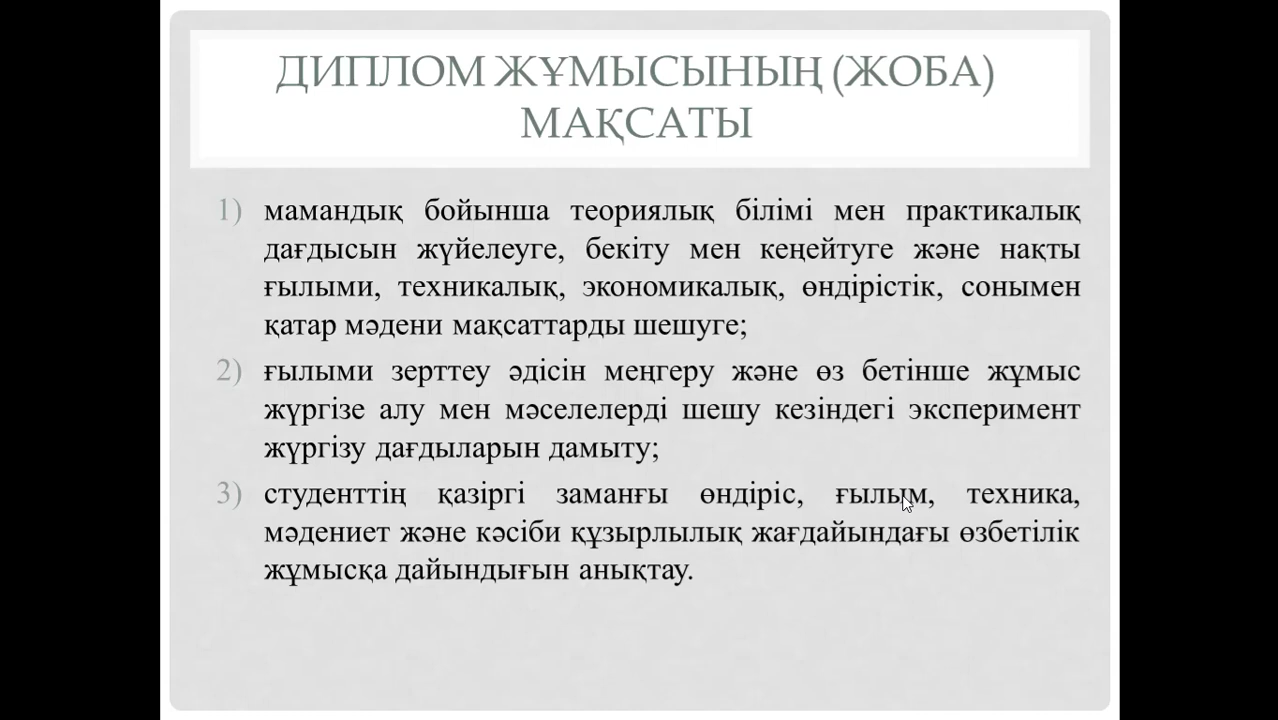 ДИПЛОМ ЖҰМЫСЫНЫҢ (ЖОБА)
МАҚСАТЫ
1) мамандық бойынша теориялық білімі мен практикалық
дағдысын жүйелеуге, бекіту мен кеңейтуге және нақты
ғылыми, техникалық, экономикалық, өндірістік, сонымен
қатар мәдени мақсаттарды шешуге;
2) ғылыми зерттеу әдісін меңгеру және өз бетінше жұмыс
жүргізе алу мен мәселелерді шешу кезіндегі эксперимент
жүргізу дағдыларын дамыту;
3) студенттің қазіргі заманғы өндіріс, ғылым, техника,
мәдениет және кәсіби құзырлылық жағдайындағы өзбетілік
жұмысқа дайындығын анықтау.